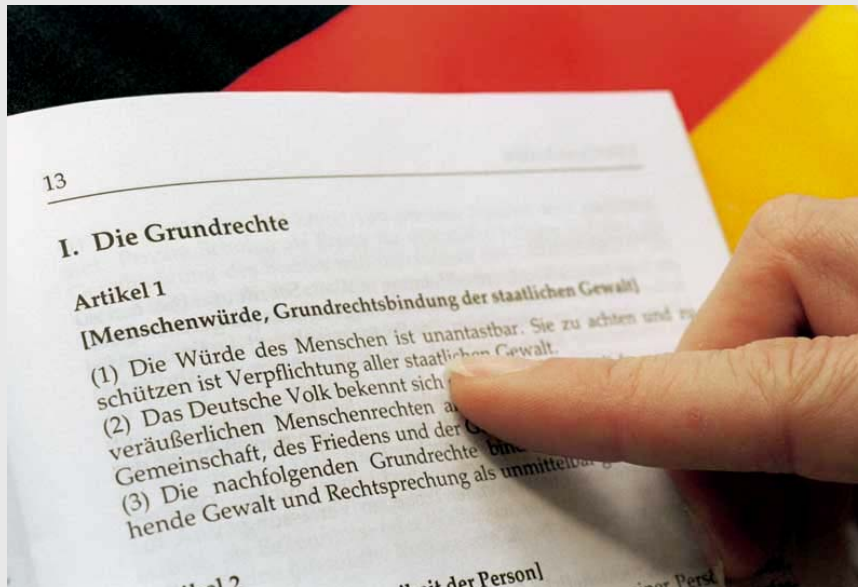 13
I. Die Grundrechte
Artikel 1
[Menschenwürde, Grundrechtsbindung der staatlichen Gewalt]
(1) Die Würde des Menschen ist unantastbar. Sie zu achten und zu
schützen ist Verpflichtung aller staatlichen Gewalt.
(2) Das Deutsche Volk bekennt sich
veräußerlichen Menschenrechten
Gemeinschaft, des Friedens und der
(3) Die nachfolgenden Grundrechte
hende Gewalt und Rechtsprechung als unmittelbar
der Person]